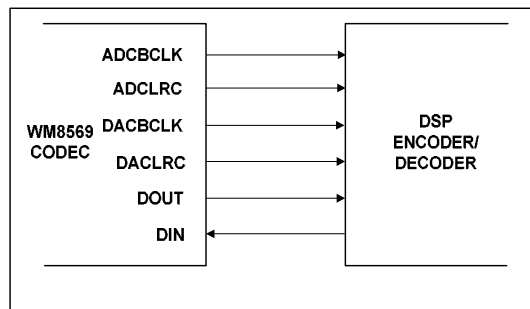 ADCBCLK
ADCLRC
WM8569
CODEC
DACBCLK
DACLRC
DOUT
DIN
DSP
ENCODER/
DECODER